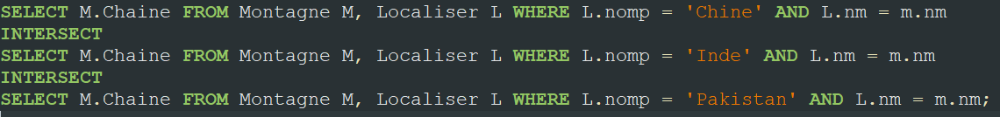 SELECT M.Chaine FROM Montagne M, Localiser L WHERE L.nomp = 'Chine' AND L.nm = m.nm
INTERSECT
SELECT M.Chaine FROM Montagne M, Localiser L WHERE L.nomp = 'Inde' AND L.nm = m.nm
INTERSECT
SELECT M.Chaine FROM Montagne M, Localiser L WHERE L.nomp = 'Pakistan' AND L.nm = m.nm;